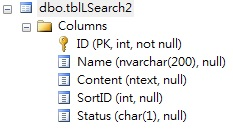 dbo.tblLSearch2
Columns
ID (PK, int, not null)
Name (nvarchar(200), null)
Content (ntext, null)
SortID (int, null)
Status (char(1), null)